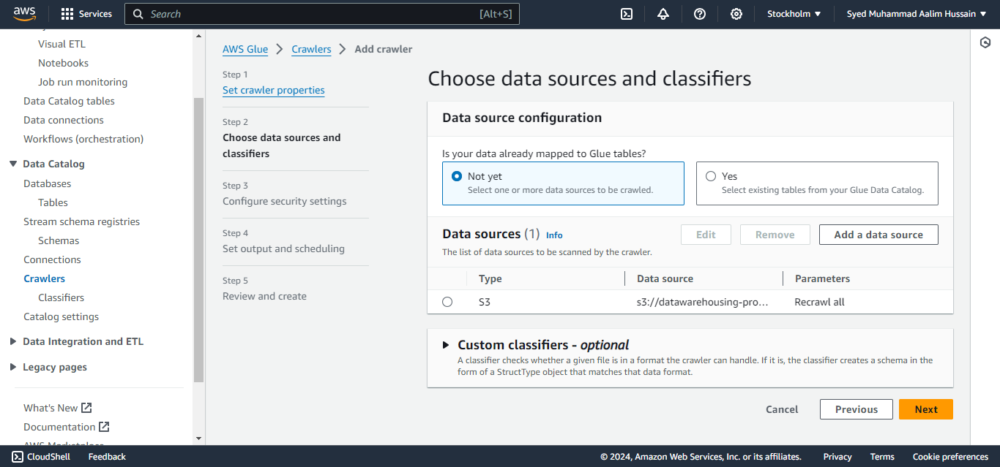 aws
Services
Search
[Alt+S]
Stockholm
Syed Muhammad Aalim Hussain
Visual ETL
Notebooks
Job run monitoring
Data Catalog tables
Data connections
Workflows (orchestration)
Data Catalog
Databases
Tables
Stream schema registries
Schemas
Connections
Crawlers
Classifiers
Catalog settings
Data Integration and ETL
Legacy pages
What's New
Documentation
AWS Marketplace
AWS Glue
Crawlers
Add crawler
Step 1
Set crawler properties
Step 2
Choose data sources and
classifiers
Step 3
Configure security settings
Step 4
Set output and scheduling
Step 5
Review and create
Choose data sources and classifiers
Data source configuration
Is your data already mapped to Glue tables?
Not yet
Select one or more data sources to be crawled.
Yes
Select existing tables from your Glue Data Catalog.
Data sources (1) Info
The list of data sources to be scanned by the crawler.
Edit
Remove
Add a data source
Type
Data source
Parameters
S3
s3://datawarehousing-pro...
Recrawl all
Custom classifiers - optional
A classifier checks whether a given file is in a format the crawler can handle. If it is, the classifier creates a schema in the
form of a StructType object that matches that data format.
Cancel
Previous
Next
CloudShell
Feedback
© 2024, Amazon Web Services, Inc. or its affiliates.
Privacy
Terms
Cookie preferences